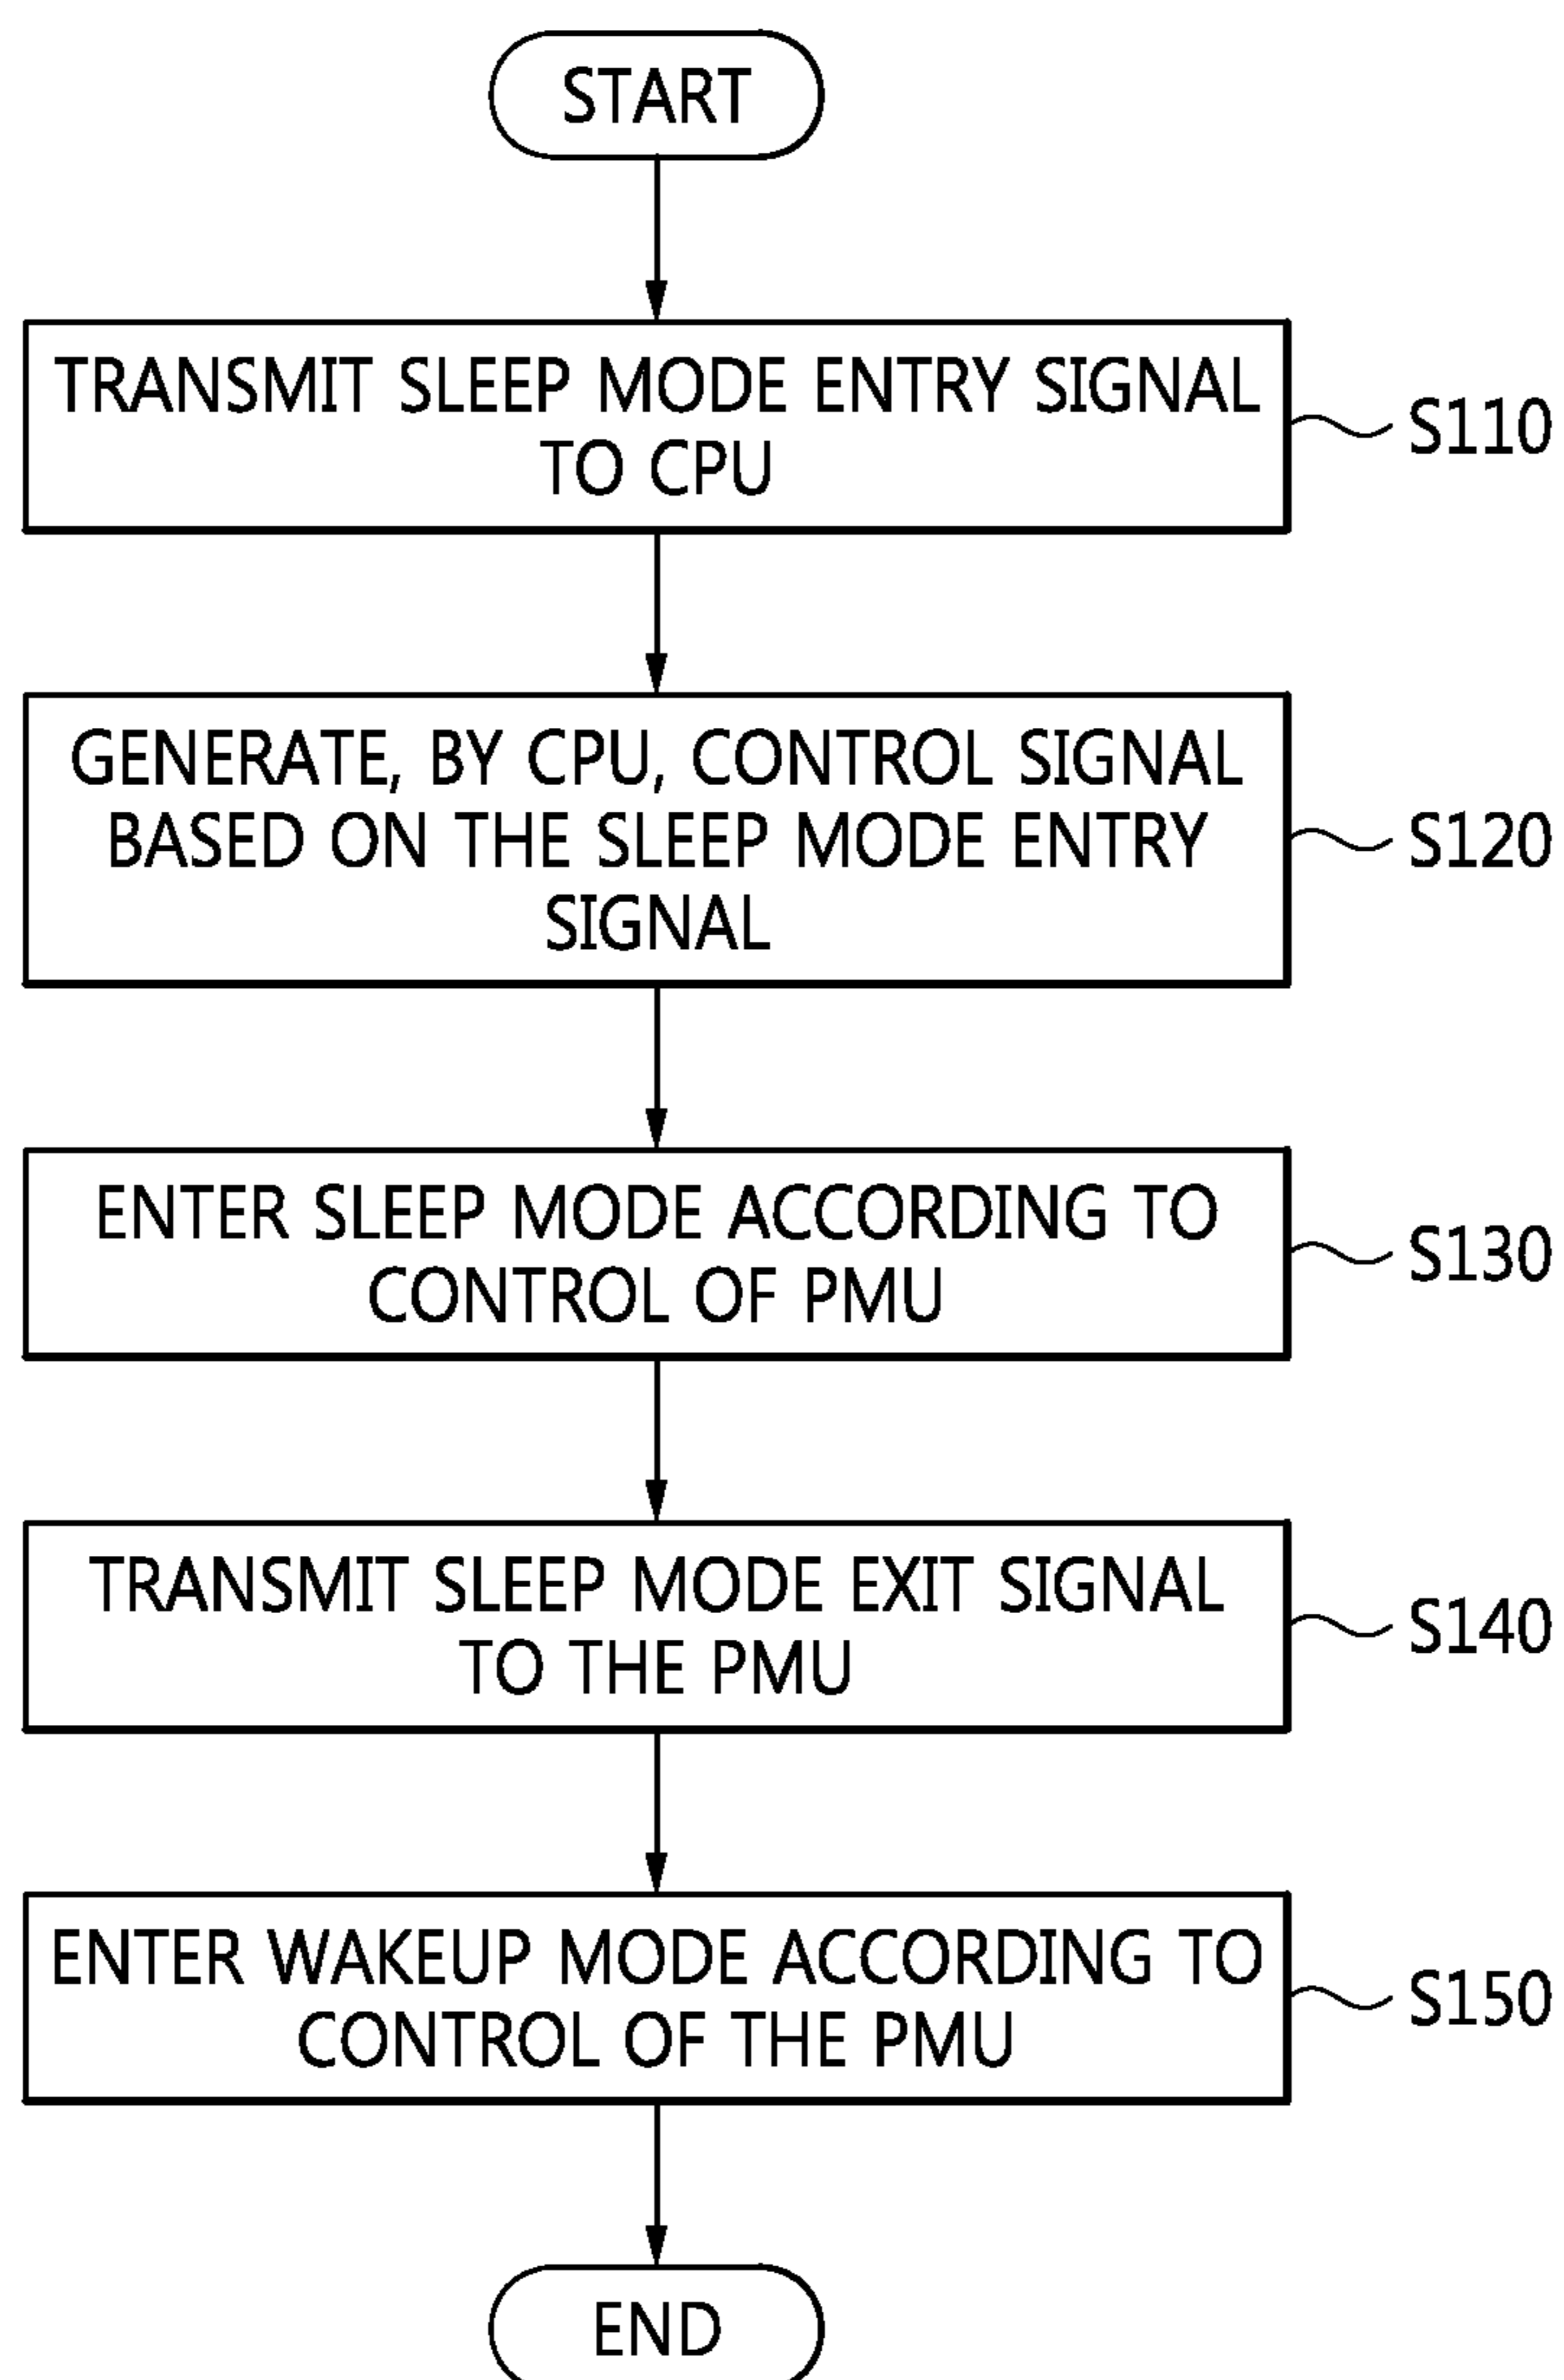 START
TRANSMIT SLEEP MODE ENTRY SIGNAL
TO CPU
S110
GENERATE, BY CPU, CONTROL SIGNAL
BASED ON THE SLEEP MODE ENTRY
SIGNAL
S120
ENTER SLEEP MODE ACCORDING TO
CONTROL OF PMU
S130
TRANSMIT SLEEP MODE EXIT SIGNAL
TO THE PMU
S140
ENTER WAKEUP MODE ACCORDING TO
CONTROL OF THE PMU
S150
END